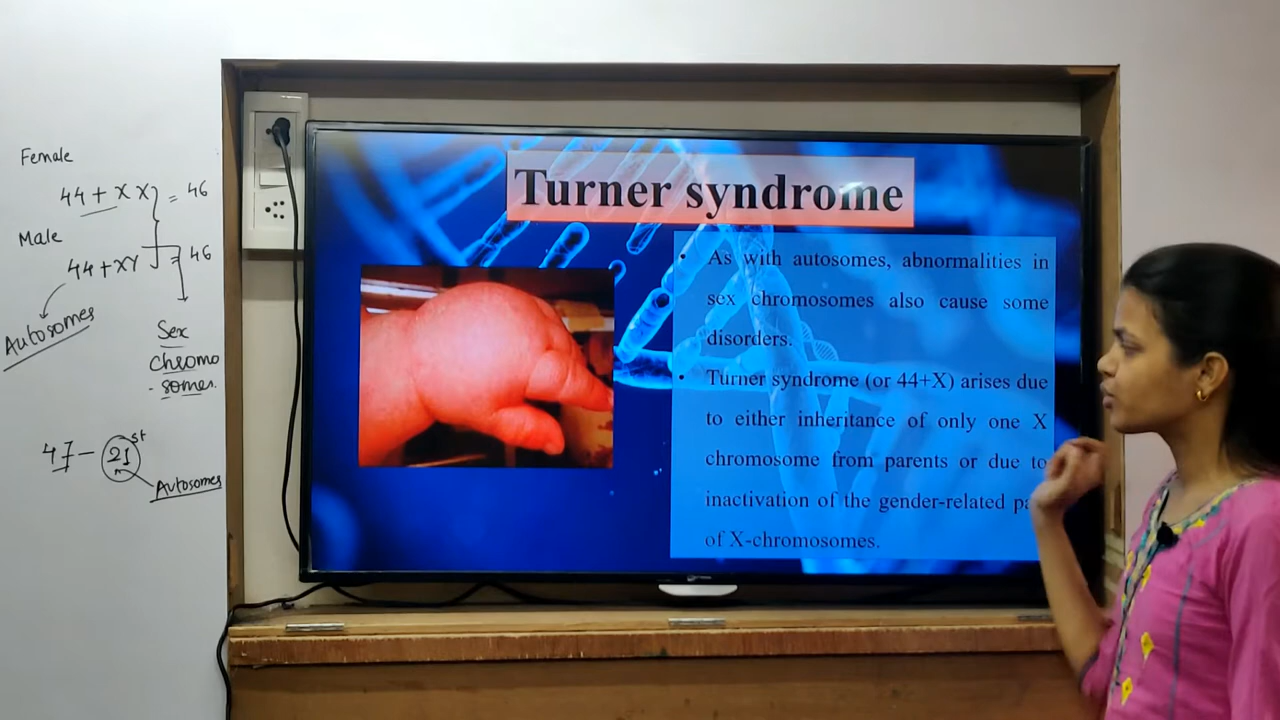 Female
44 + XX } = 46
Male
44 + XY } = 46
Autosomes
Sex
Chromo
-somes.
47 - 21st
Autosomes
Turner syndrome
• As with autosomes, abnormalities in
sex chromosomes also cause some
disorders.
• Turner syndrome (or 44+X) arises due
to either inheritance of only one X
chromosome from parents or due to
inactivation of the gender-related
of X-chromosomes.